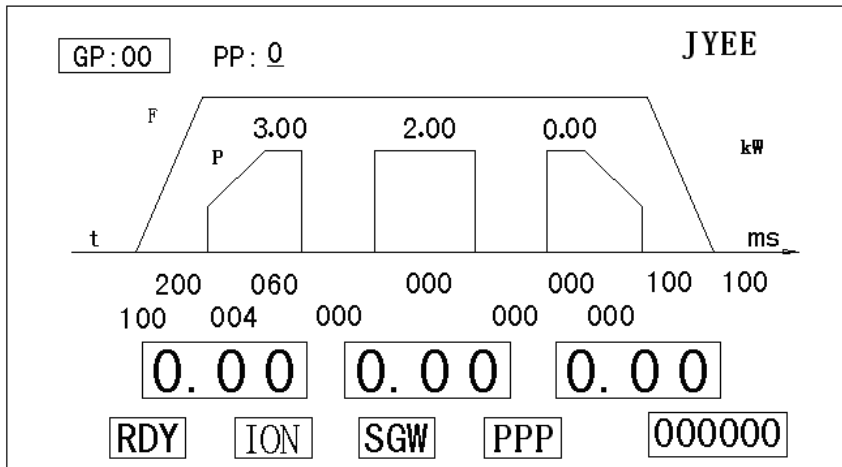 GP:00 PP: 0 JYEE
F 3.00 2.00 0.00
P kW
t ms
200 060 000 000 100 100
100 004 000 000 000
0.00 0.00 0.00
RDY ION SGW PPP 000000